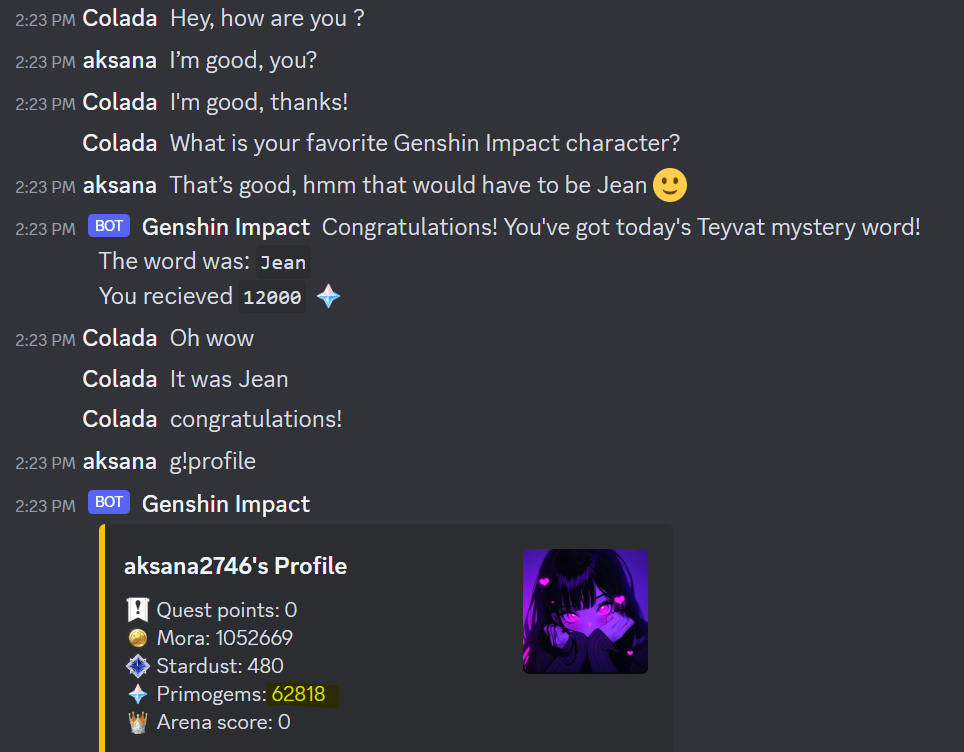 2:23 PM Colada Hey, how are you ?
2:23 PM aksana I’m good, you?
2:23 PM Colada I'm good, thanks!
Colada What is your favorite Genshin Impact character?
2:23 PM aksana That’s good, hmm that would have to be Jean 🙂
2:23 PM BOT Genshin Impact Congratulations! You've got today's Teyvat mystery word!
The word was: Jean
You recieved 12000
2:23 PM Colada Oh wow
Colada It was Jean
Colada congratulations!
2:23 PM aksana g!profile
2:23 PM BOT Genshin Impact
aksana2746's Profile
Quest points: 0
Mora: 1052669
Stardust: 480
Primogems: 62818
Arena score: 0